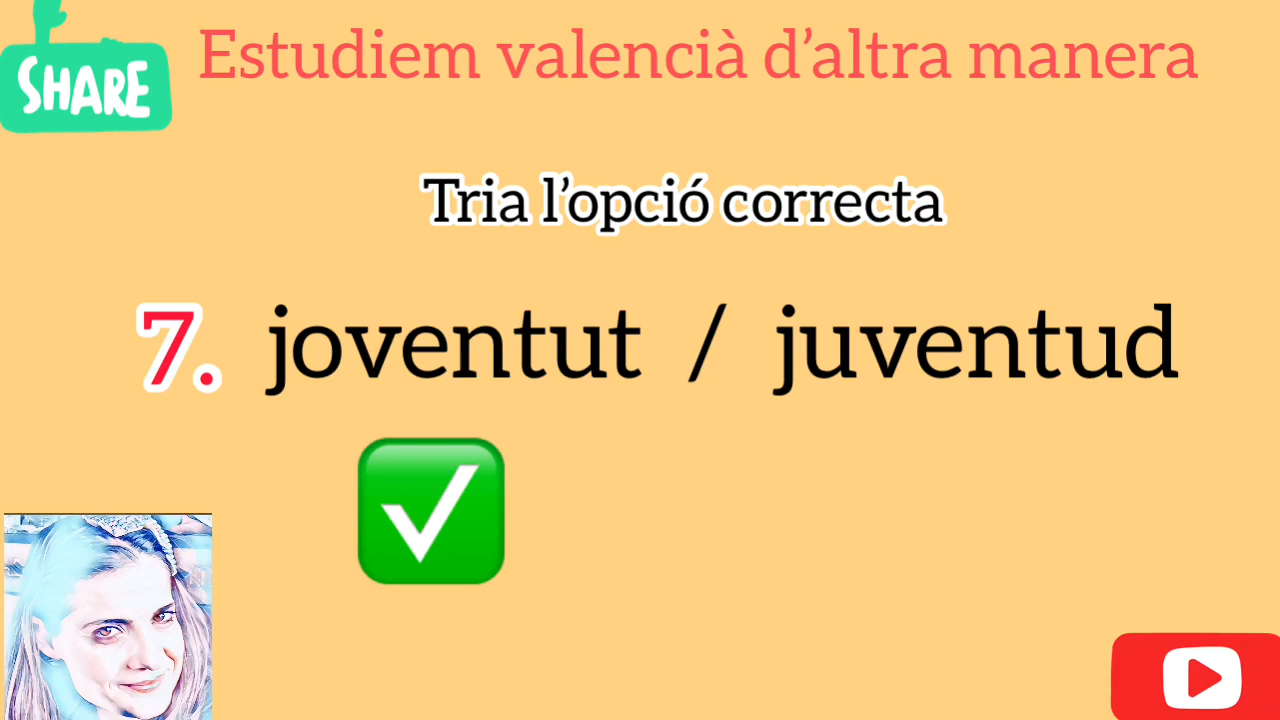 SHARE
Estudiem valencià d’altra manera
Tria l’opció correcta
7. joventut / juventud